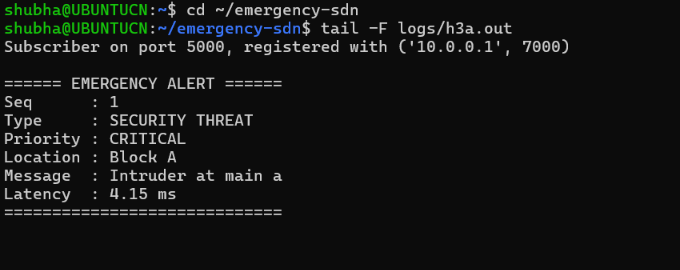 shubha@UBUNTUCN:~$ cd ~/emergency-sdn
shubha@UBUNTUCN:~/emergency-sdn$ tail -F logs/h3a.out
Subscriber on port 5000, registered with ('10.0.0.1', 7000)
====== EMERGENCY ALERT ======
Seq      : 1
Type     : SECURITY THREAT
Priority : CRITICAL
Location : Block A
Message  : Intruder at main a
Latency  : 4.15 ms
=============================